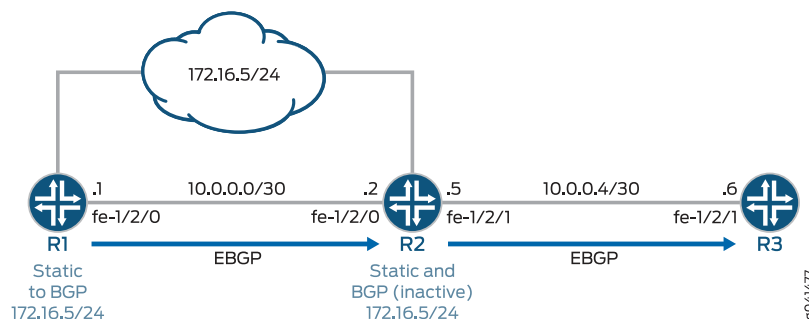 172.16.5/24
.1
10.0.0.0/30
.2
.5
10.0.0.4/30
.6
fe-1/2/0
fe-1/2/0
fe-1/2/1
fe-1/2/1
R1
R2
R3
EBGP
EBGP
Static
to BGP
172.16.5/24
Static and
BGP (inactive)
172.16.5/24